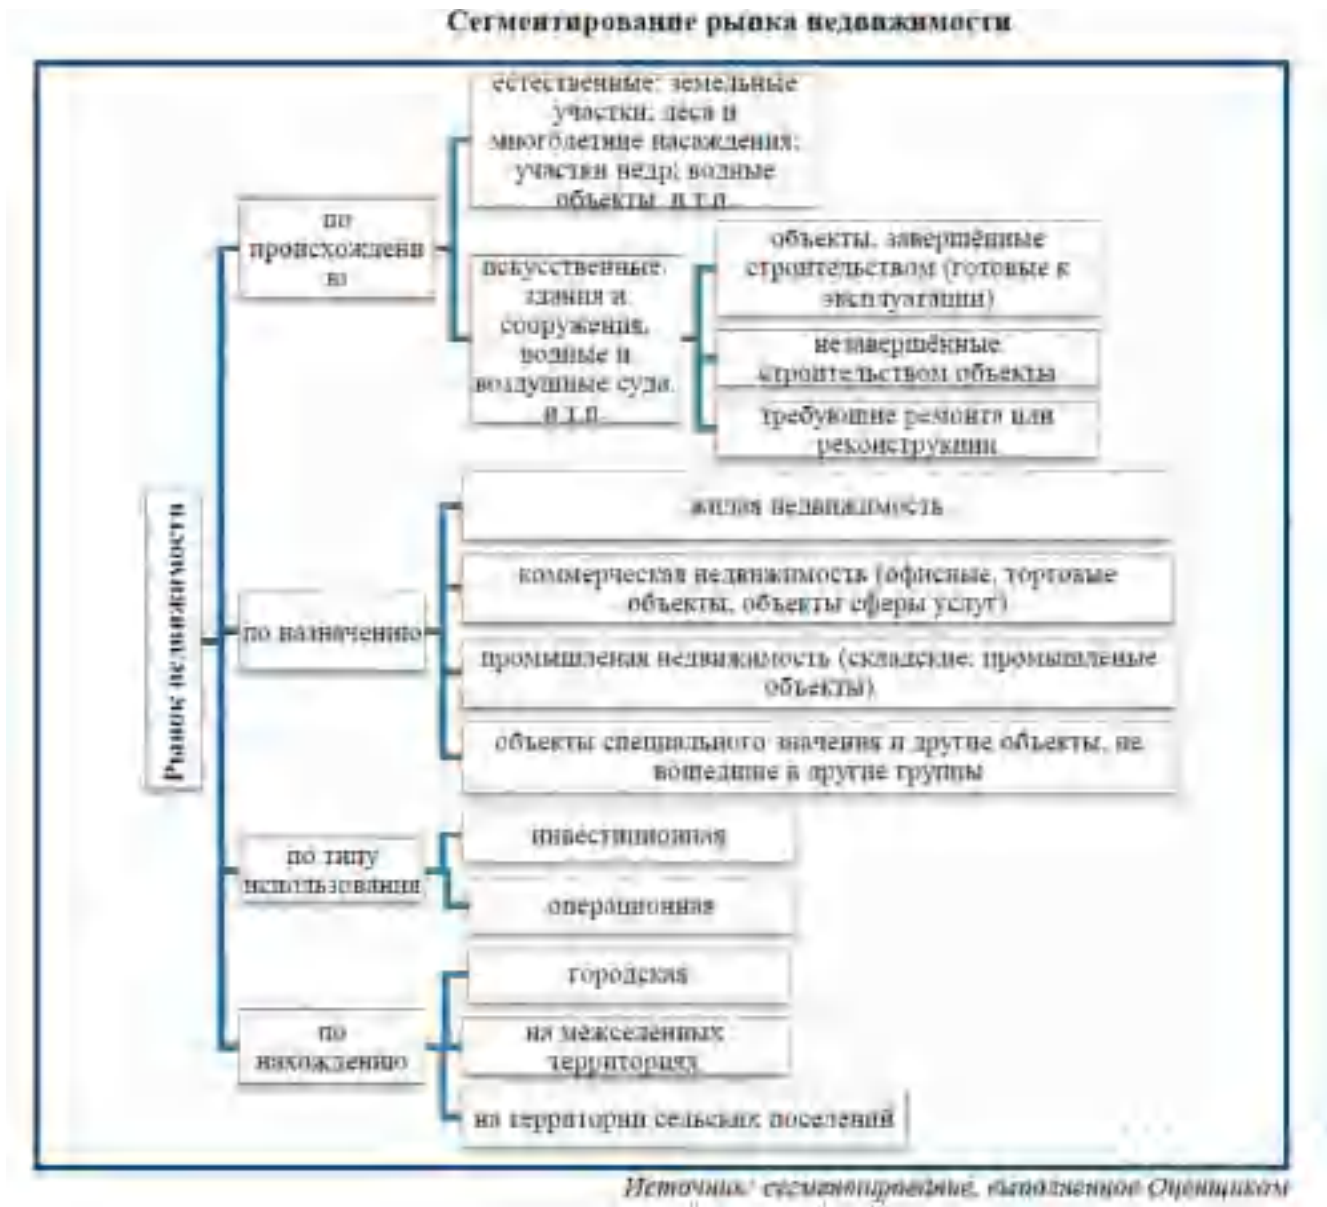 Сегментирование рынка недвижимости
естественные: земельные
участки; леса и
многолетние насаждения;
участки недр; водные
объекты и т.п.
по
происхождени
ю
искусственные:
здания и
сооружения,
водные и
воздушные суда
и т.п.
объекты, завершённые
строительством (готовые к
эксплуатации)
незавершённые
строительством объекты
требующие ремонта или
реконструкции
Рынок недвижимости
по назначению
жилая недвижимость
коммерческая недвижимость (офисные, торговые
объекты, объекты сферы услуг)
промышленая недвижимость (складские, промышленые
объекты)
объекты специального значения и другие объекты, не
вошедшие в другие группы
по типу
использования
инвестиционная
операционная
по
нахождению
городская
на межселенных
территориях
на территории сельских поселений
Источник: сегментирование, выполненное Оценщиком